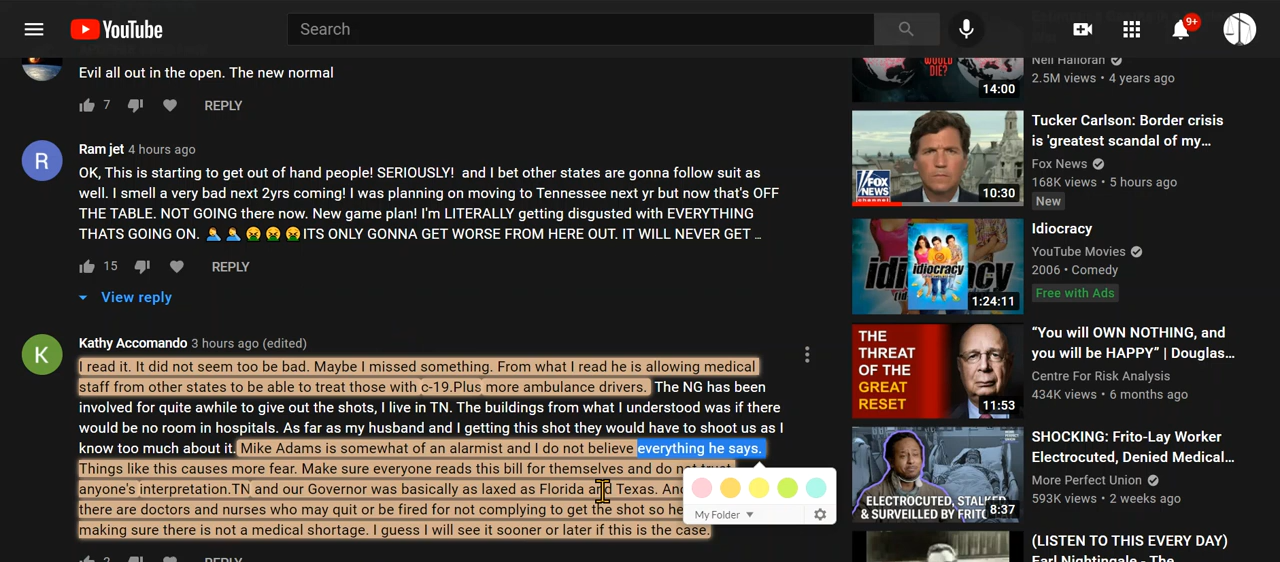 YouTube
Search
9+
Evil all out in the open. The new normal
7
REPLY
Ram jet 4 hours ago
OK, This is starting to get out of hand people! SERIOUSLY! and I bet other states are gonna follow suit as
well. I smell a very bad next 2yrs coming! I was planning on moving to Tennessee next yr but now that's OFF
THE TABLE. NOT GOING there now. New game plan! I'm LITERALLY getting disgusted with EVERYTHING
THATS GOING ON. 🤦‍♂️🤦‍♂️🤮🤮🤮ITS ONLY GONNA GET WORSE FROM HERE OUT. IT WILL NEVER GET ..
15
REPLY
View reply
K
Kathy Accomando 3 hours ago (edited)
I read it. It did not seem too be bad. Maybe I missed something. From what I read he is allowing medical
staff from other states to be able to treat those with c-19.Plus more ambulance drivers. The NG has been
involved for quite awhile to give out the shots, I live in TN. The buildings from what I understood was if there
would be no room in hospitals. As far as my husband and I getting this shot they would have to shoot us as I
know too much about it. Mike Adams is somewhat of an alarmist and I do not believe everything he says.
Things like this causes more fear. Make sure everyone reads this bill for themselves and do not trust
anyone's interpretation.TN and our Governor was basically as laxed as Florida and Texas. And
there are doctors and nurses who may quit or be fired for not complying to get the shot so he
making sure there is not a medical shortage. I guess I will see it sooner or later if this is the case.
My Folder
R
WOULD
DIE?
14:00
Neil Halloran
2.5M views • 4 years ago
FOX
NEWS
channel
10:30
Tucker Carlson: Border crisis
is 'greatest scandal of my…
Fox News
168K views • 5 hours ago
New
idiocracy
1:24:11
Idiocracy
YouTube Movies
2006 • Comedy
Free with Ads
THE
THREAT
OF THE
GREAT
RESET
11:53
“You will OWN NOTHING, and
you will be HAPPY” | Douglas…
Centre For Risk Analysis
434K views • 6 months ago
ELECTROCUTED, STALKED
& SURVEILLED BY FRITO
8:37
SHOCKING: Frito-Lay Worker
Electrocuted, Denied Medical…
More Perfect Union
593K views • 2 weeks ago
(LISTEN TO THIS EVERY DAY)
Earl Nightingale - The